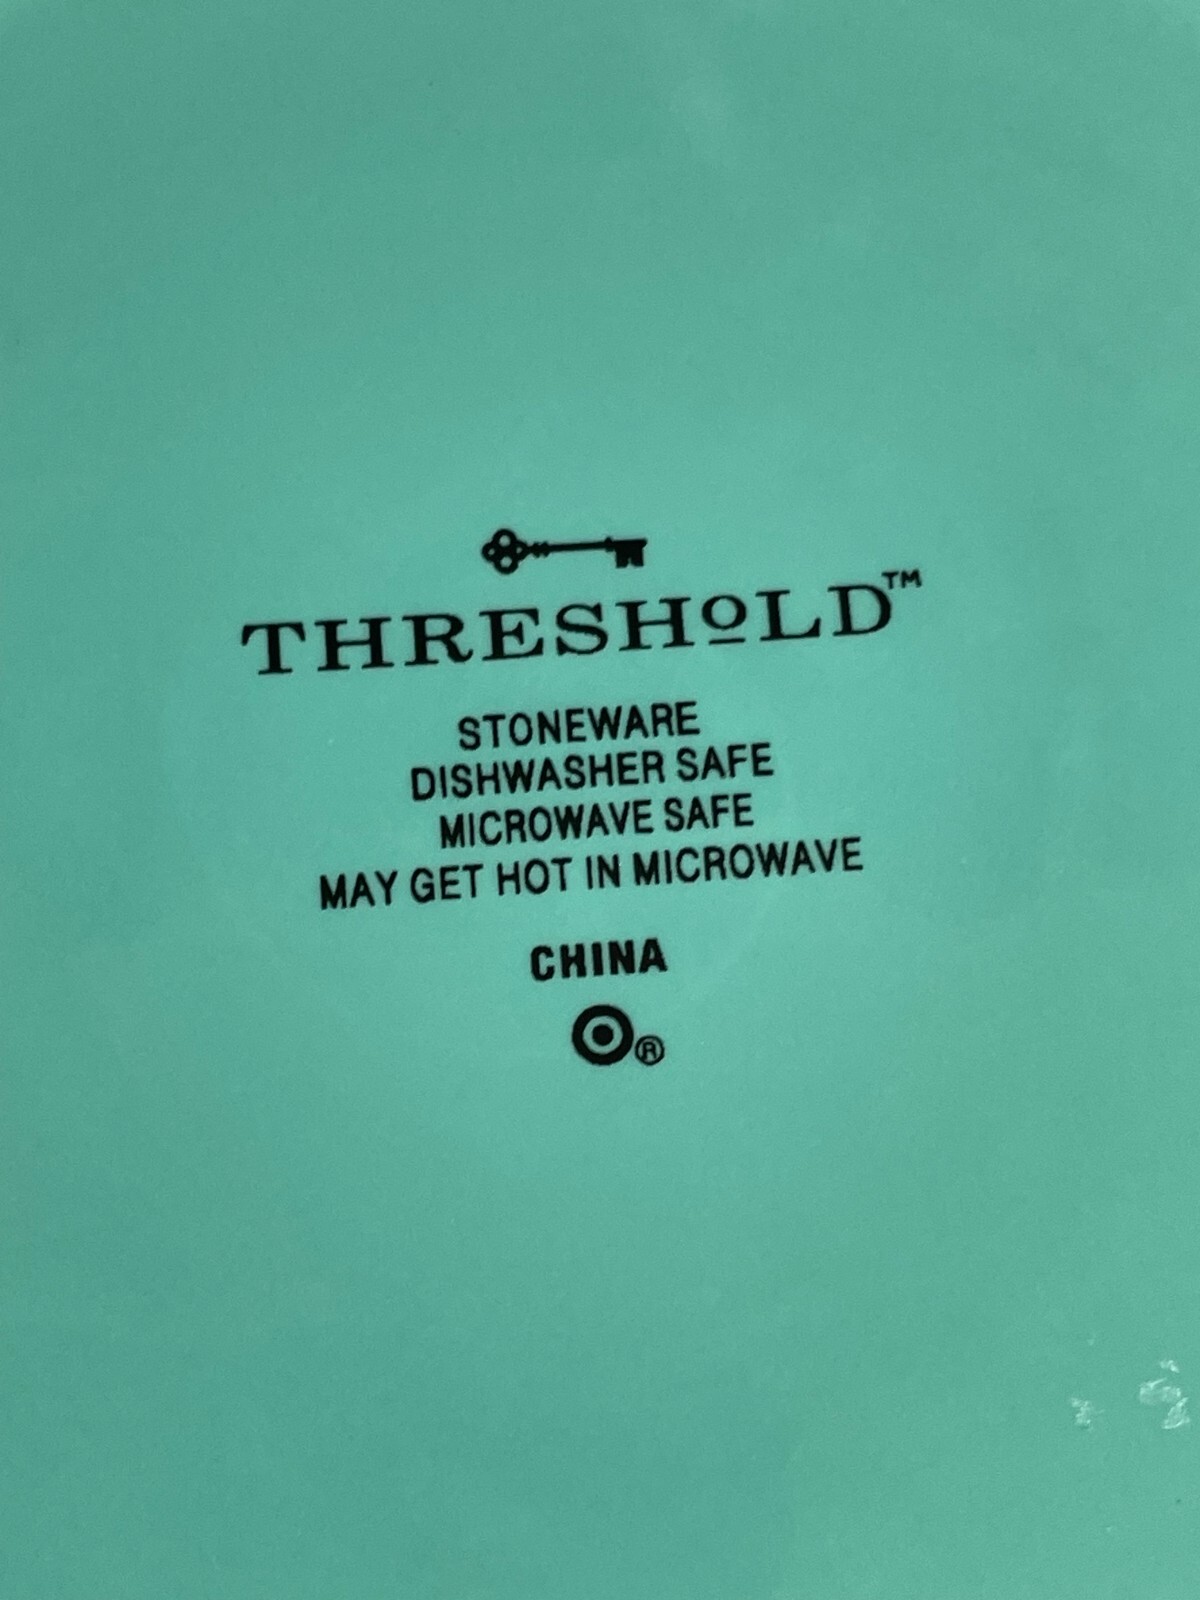 THRESHOLD™
STONEWARE
DISHWASHER SAFE
MICROWAVE SAFE
MAY GET HOT IN MICROWAVE
CHINA
®